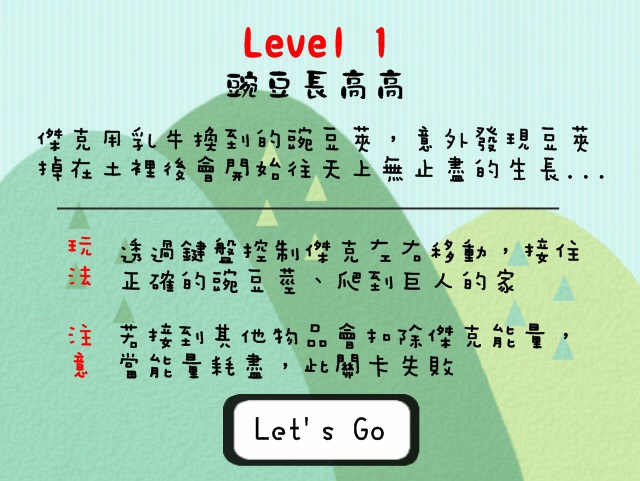 Level 1
豌豆長高高
傑克用乳牛換到的豌豆莢，意外發現豆莢
掉在土裡後會開始往天上無止盡的生長...
玩法
透過鍵盤控制傑克左右移動，接住
正確的豌豆莖、爬到巨人的家
注意
若接到其他物品會扣除傑克能量，
當能量耗盡，此關卡失敗
Let's Go